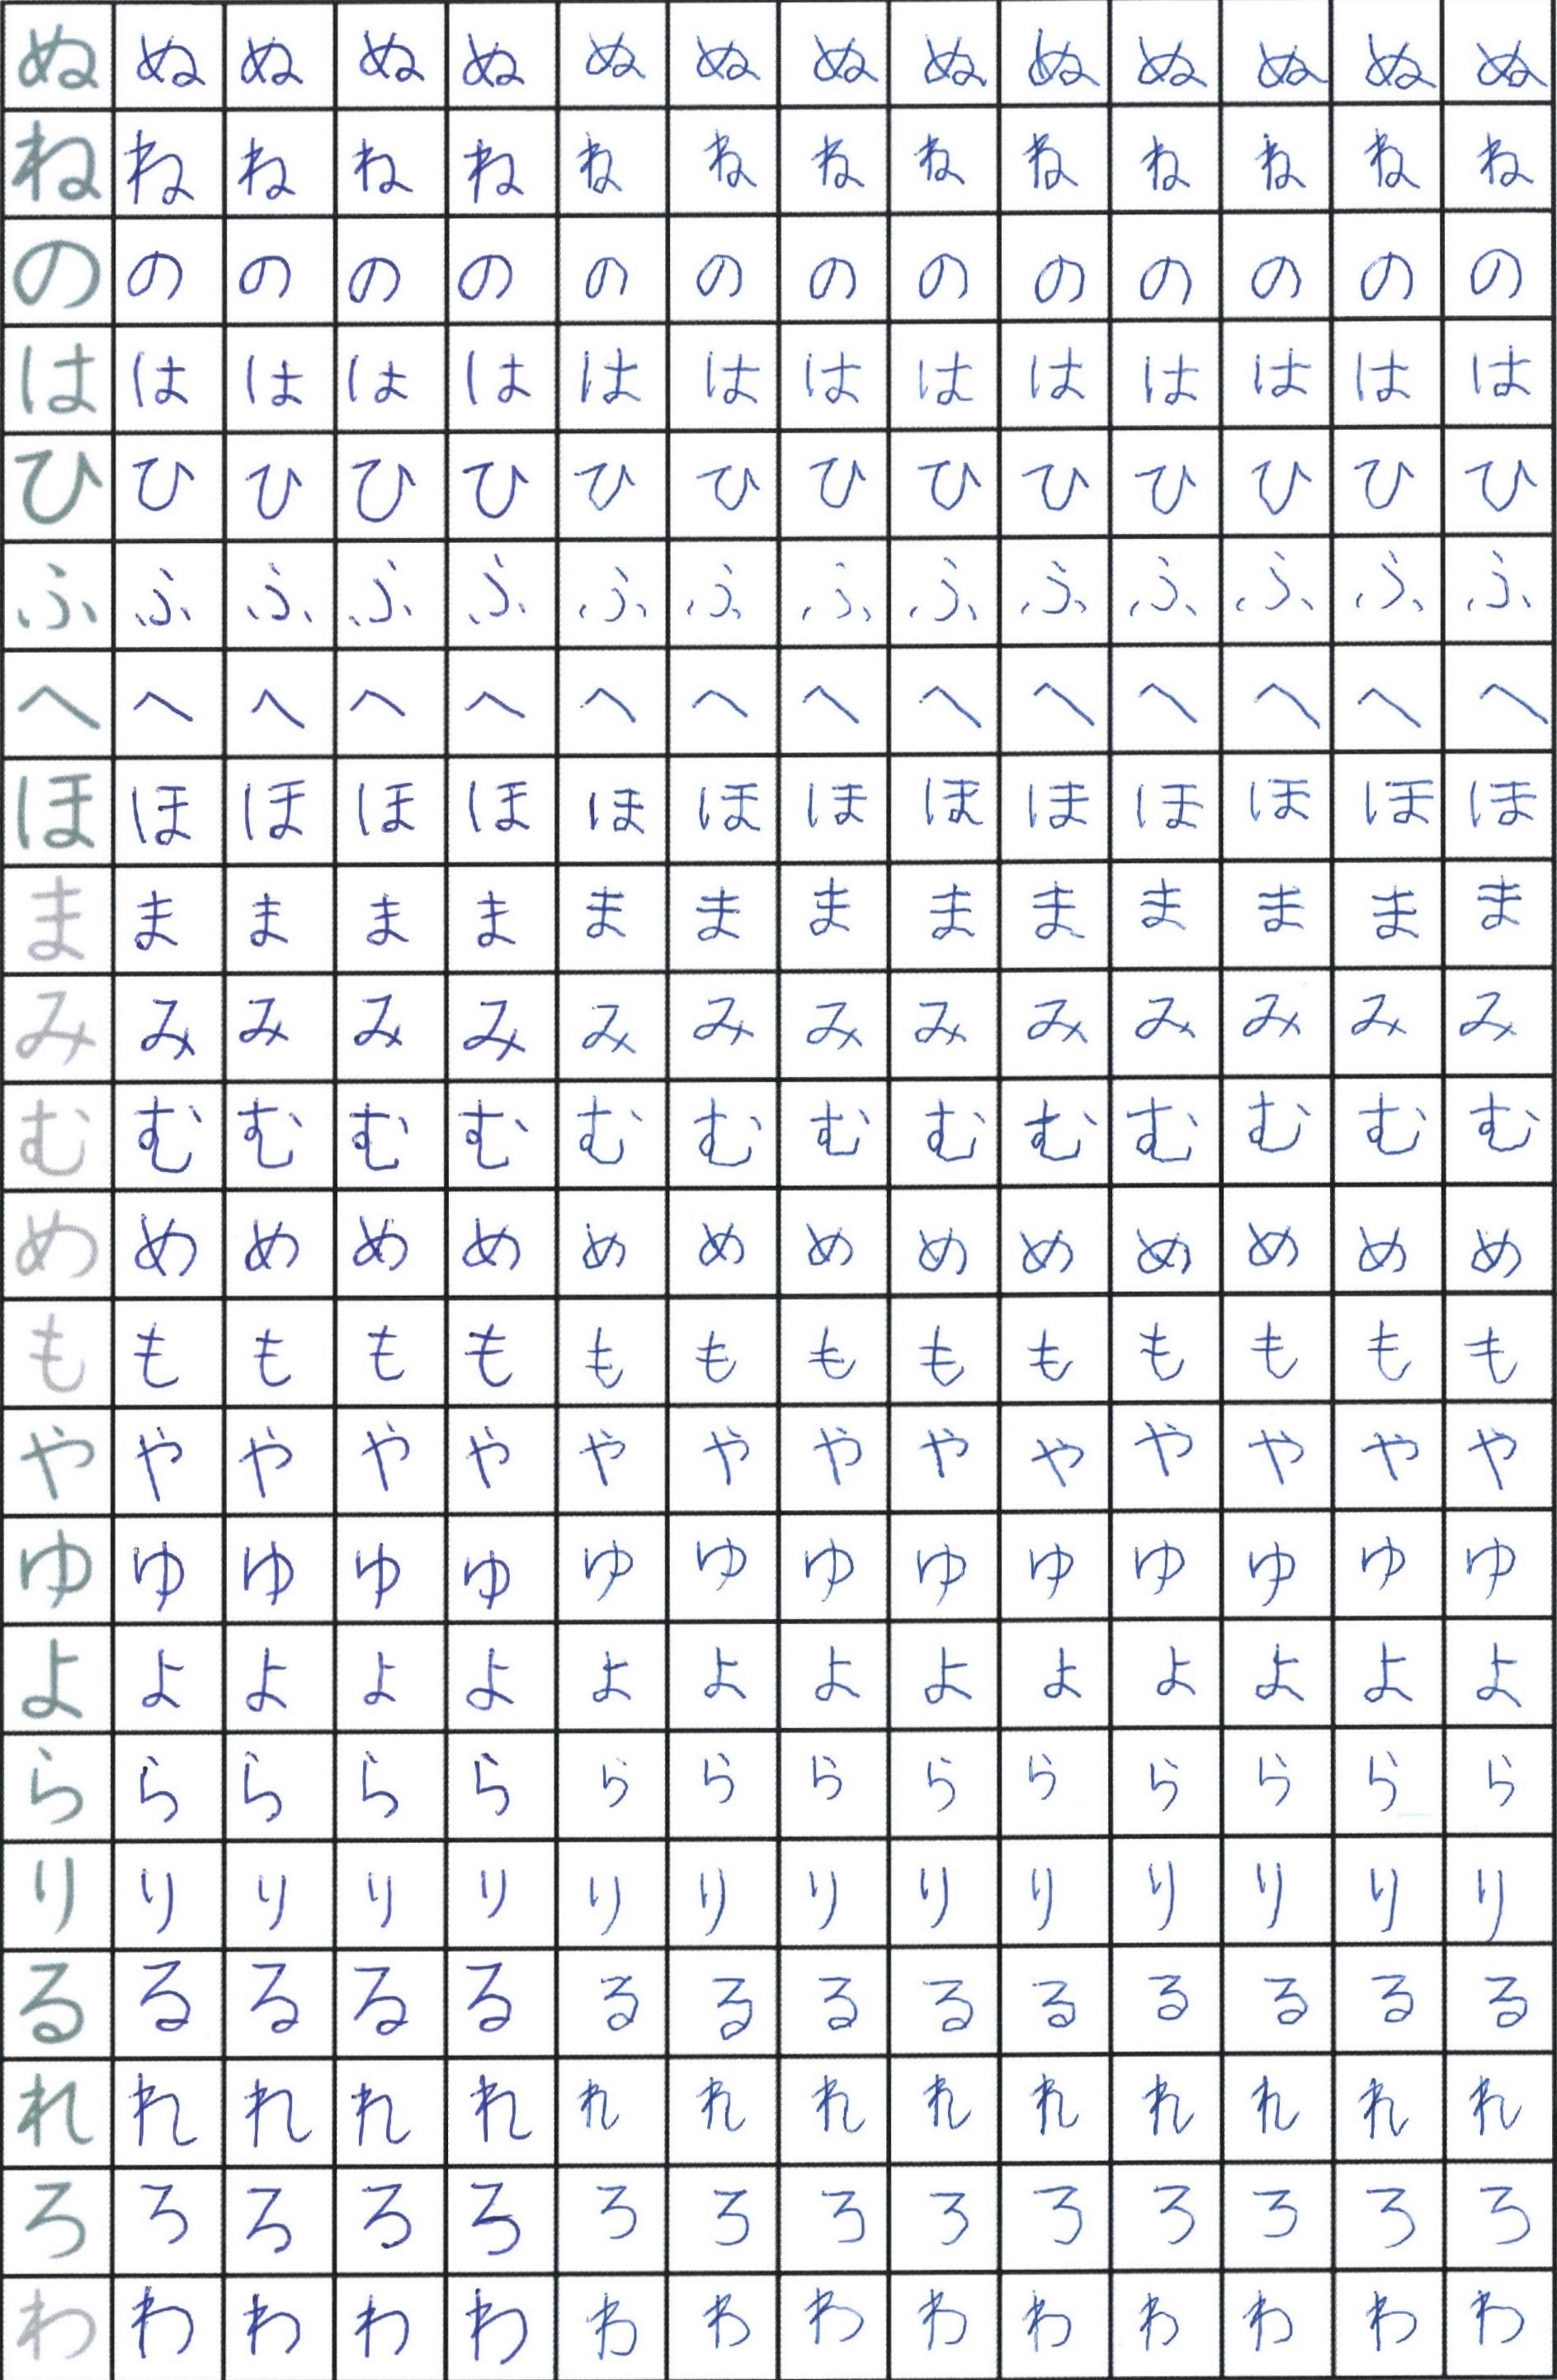 ぬ ぬ ぬ ぬ ぬ ぬ ぬ ぬ ぬ ぬ ぬ ぬ ぬ ぬ
ね ね ね ね ね ね ね ね ね ね ね ね ね ね
の の の の の の の の の の の の の の
は は は は は は は は は は は は は は
ひ ひ ひ ひ ひ ひ ひ ひ ひ ひ ひ ひ ひ ひ
ふ ふ ふ ふ ふ ふ ふ ふ ふ ふ ふ ふ ふ ふ
へ へ へ へ へ へ へ へ へ へ へ へ へ へ
ほ ほ ほ ほ ほ ほ ほ ほ ほ ほ ほ ほ ほ ほ
ま ま ま ま ま ま ま ま ま ま ま ま ま ま
み み み み み み み み み み み み み み
む む む む む む む む む む む む む む
め め め め め め め め め め め め め め
も も も も も も も も も も も も も も
や や や や や や や や や や や や や や
ゆ ゆ ゆ ゆ ゆ ゆ ゆ ゆ ゆ ゆ ゆ ゆ ゆ ゆ
よ よ よ よ よ よ よ よ よ よ よ よ よ よ
ら ら ら ら ら ら ら ら ら ら ら ら ら ら
り り り り り り り り り り り り り り
る る る る る る る る る る る る る る
れ れ れ れ れ れ れ れ れ れ れ れ れ れ
ろ ろ ろ ろ ろ ろ ろ ろ ろ ろ ろ ろ ろ ろ
わ わ わ わ わ わ わ わ わ わ わ わ わ わ